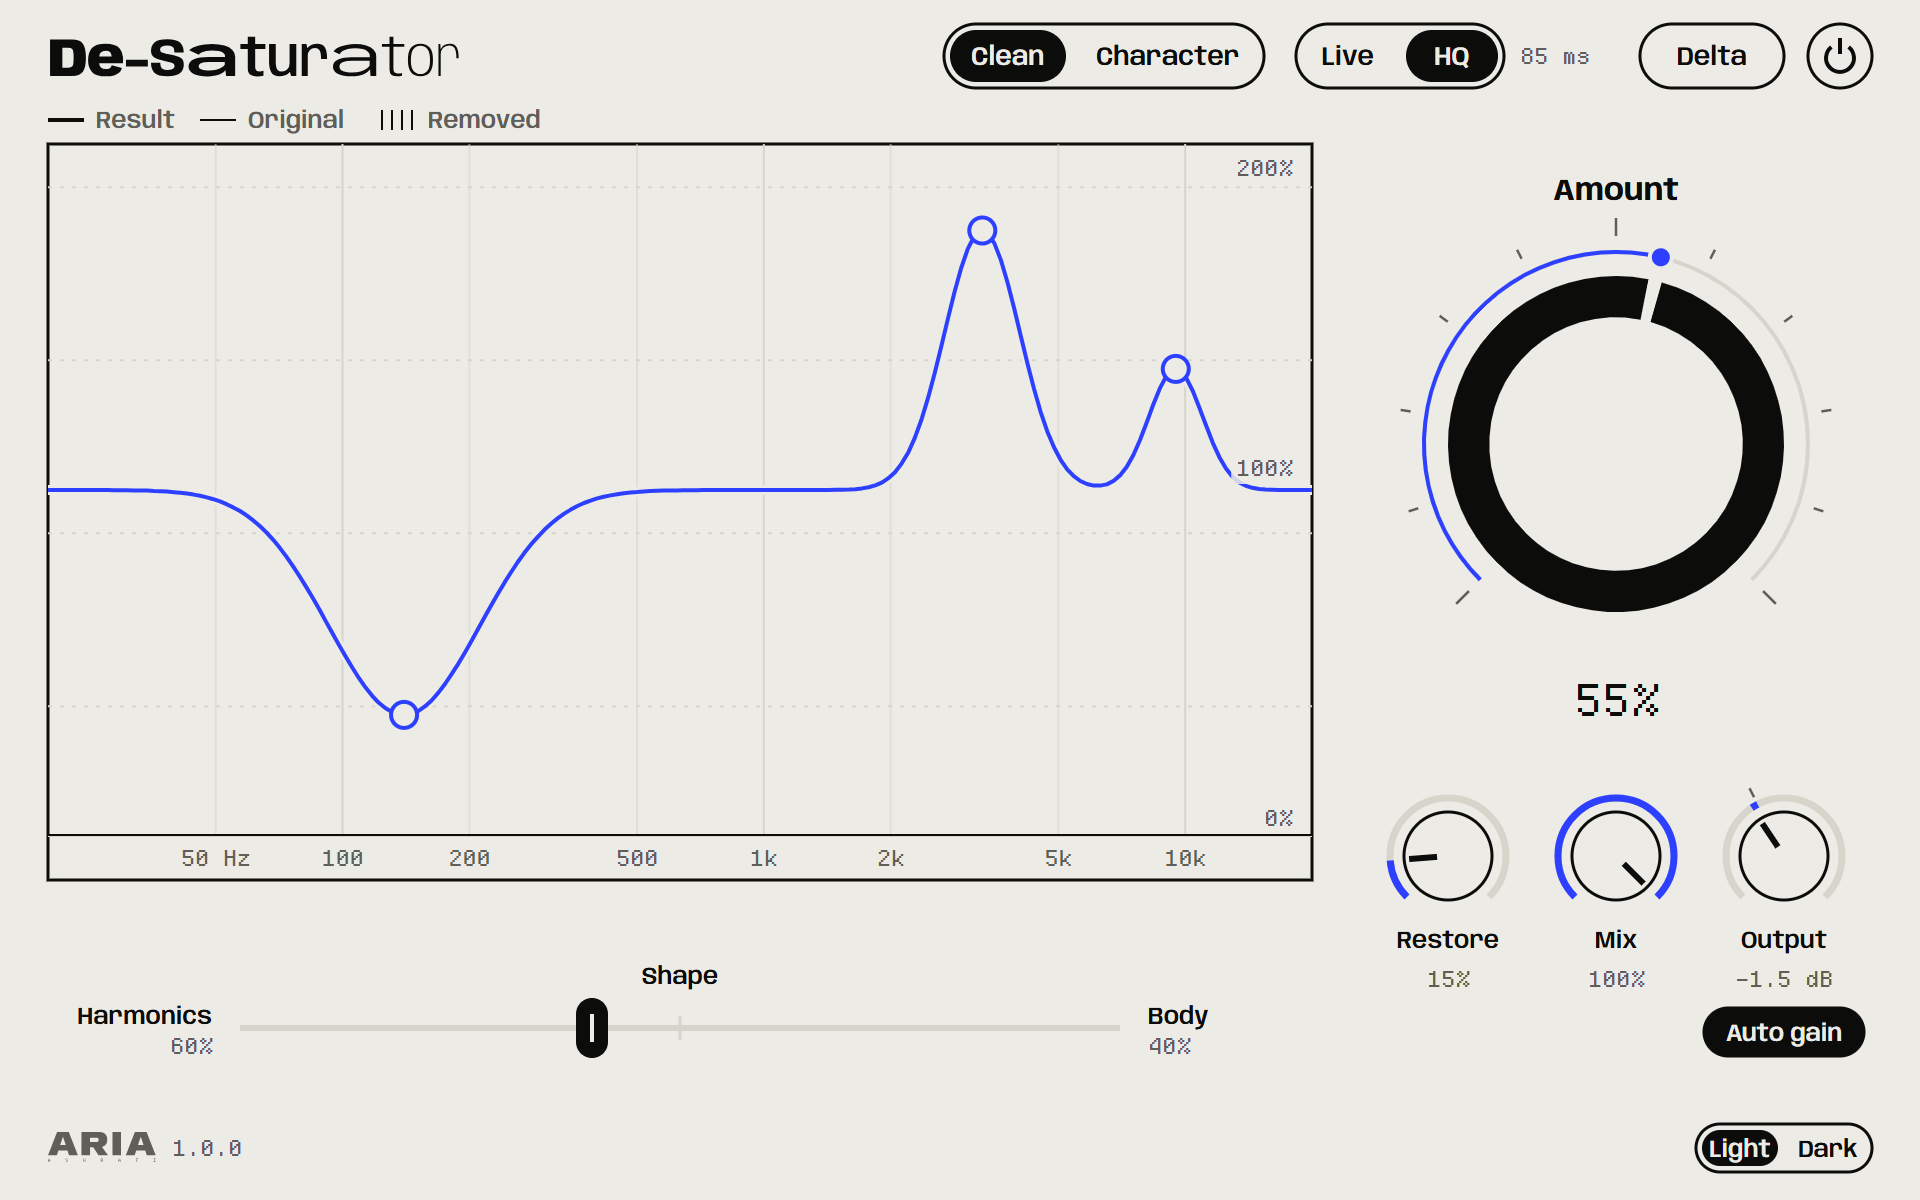 De-Saturator
Clean Character
Live HQ 85 ms
Delta
Result Original Removed
200%
100%
0%
50 Hz 100 200 500 1k 2k 5k 10k
Amount
55%
Restore Mix Output
15% 100% -1.5 dB
Auto gain
Shape
Harmonics
60%
Body
40%
ARIA 1.0.0
Light Dark